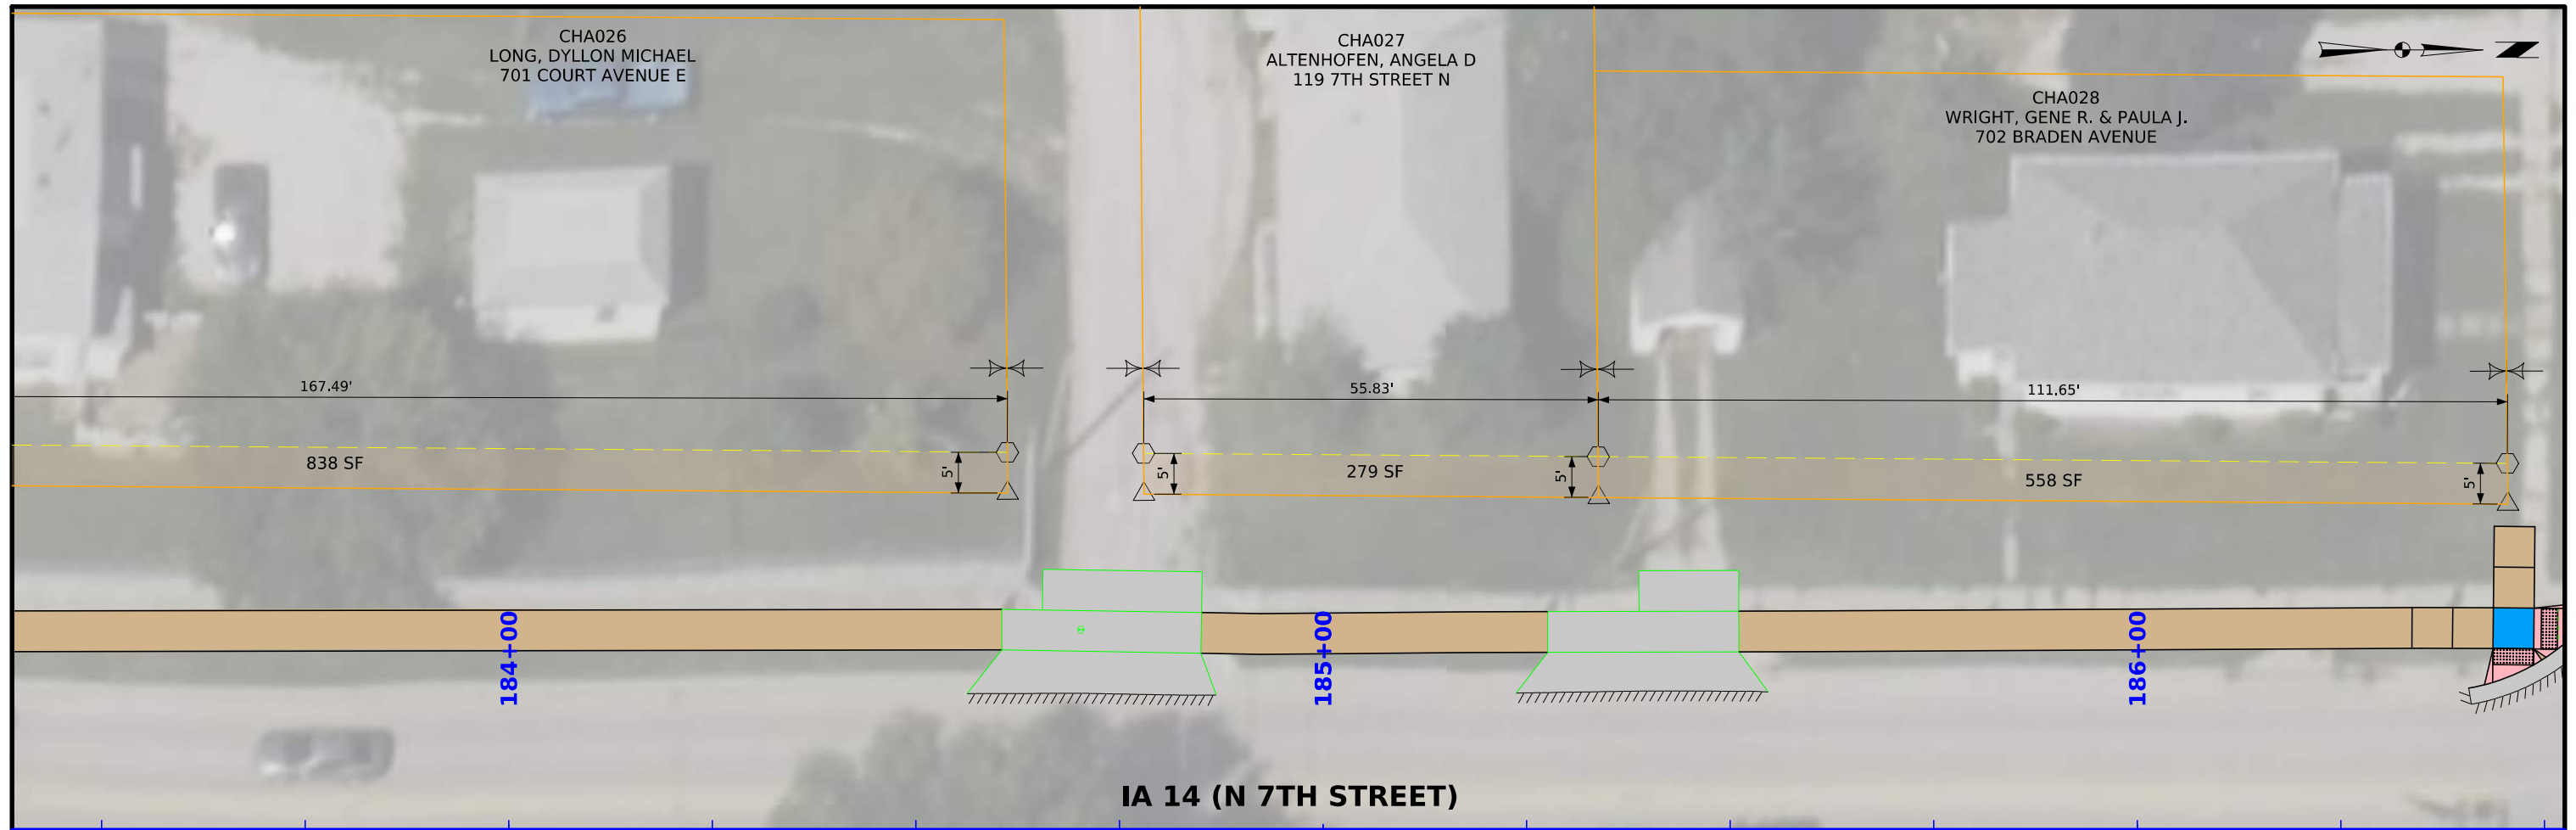 CHA026
LONG, DYLLON MICHAEL
701 COURT AVENUE E
CHA027
ALTENHOFEN, ANGELA D
119 7TH STREET N
CHA028
WRIGHT, GENE R. & PAULA J.
702 BRADEN AVENUE
167.49'
55.83'
111.65'
838 SF
5'
5'
279 SF
5'
558 SF
5'
184+00
185+00
186+00
IA 14 (N 7TH STREET)